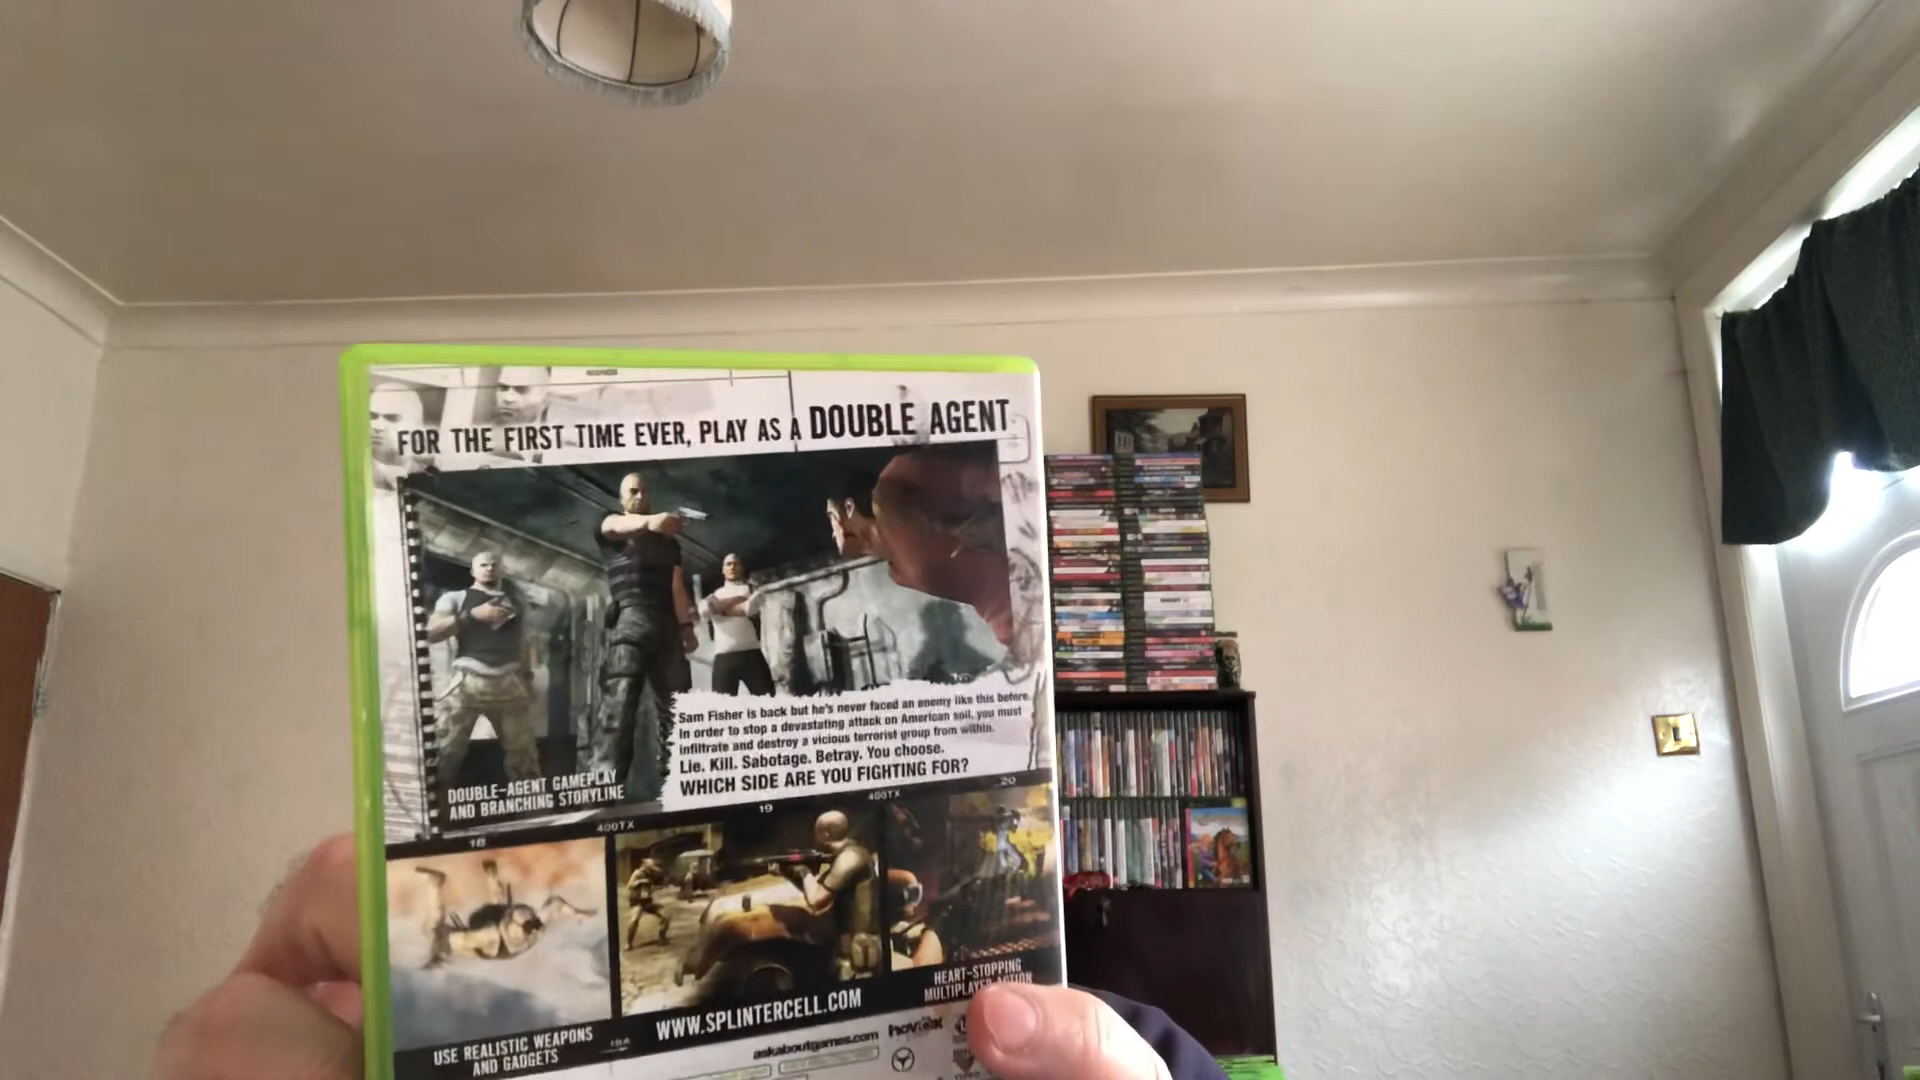 FOR THE FIRST TIME EVER, PLAY AS A DOUBLE AGENT
Sam Fisher is back but he's never faced an enemy like this before.
In order to stop a devastating attack on American soil, you must
infiltrate and destroy a vicious terrorist group from within.
Lie. Kill. Sabotage. Betray. You choose.
WHICH SIDE ARE YOU FIGHTING FOR?
DOUBLE-AGENT GAMEPLAY
AND BRANCHING STORYLINE
18
400TX
19
400TX
20
HEART-STOPPING
MULTIPLAYER ACTION
WWW.SPLINTERCELL.COM
USE REALISTIC WEAPONS
AND GADGETS
19A
askaboutgames.com
havok